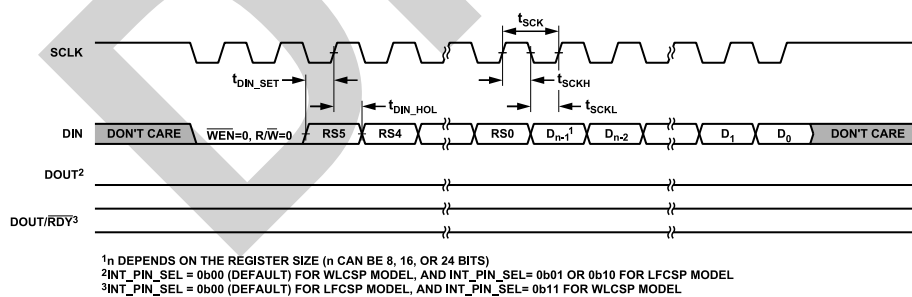 tSCK
SCLK
tDIN_SET
tSCKH
tDIN_HOL
tSCKL
DIN DON'T CARE WEN=0, R/W=0 RS5 RS4 RS0 Dn-1¹ Dn-2 D1 D0 DON'T CARE
DOUT²
DOUT/RDY³
¹n DEPENDS ON THE REGISTER SIZE (n CAN BE 8, 16, OR 24 BITS)
²INT_PIN_SEL = 0b00 (DEFAULT) FOR WLCSP MODEL, AND INT_PIN_SEL= 0b01 OR 0b10 FOR LFCSP MODEL
³INT_PIN_SEL = 0b00 (DEFAULT) FOR LFCSP MODEL, AND INT_PIN_SEL= 0b11 FOR WLCSP MODEL